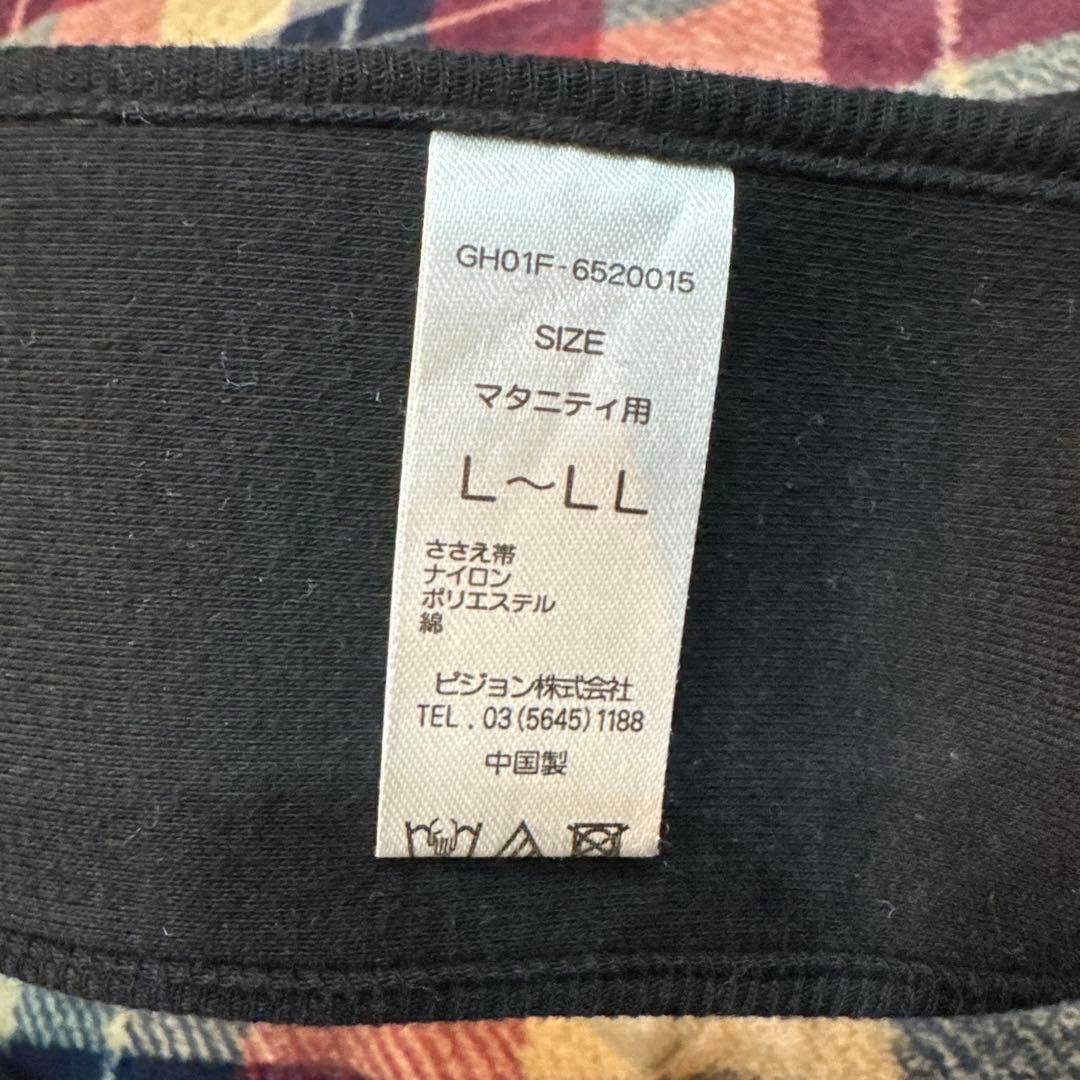 GH01F-6520015
SIZE
マタニティ用
L～LL
ささえ帯
ナイロン
ポリエステル
綿
ピジョン株式会社
TEL．03(5645)1188
中国製